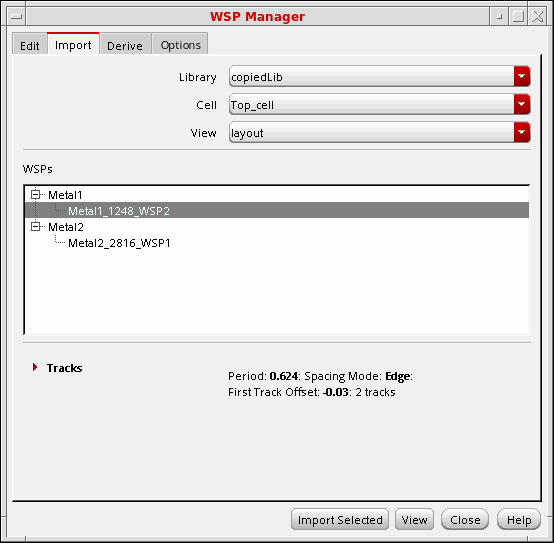 WSP Manager
Edit Import Derive Options
Library copiedLib
Cell Top_cell
View layout
WSPs
Metal1
Metal1_1248_WSP2
Metal2
Metal2_2816_WSP1
Tracks
Period: 0.624: Spacing Mode: Edge:
First Track Offset: -0.03: 2 tracks
Import Selected View Close Help